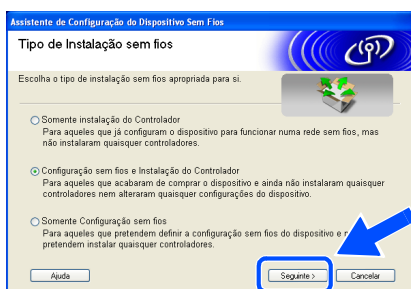 Assistente de Configuração do Dispositivo Sem Fios
Tipo de Instalação sem fios
Escolha o tipo de instalação sem fios apropriada para si.
Somente instalação do Controlador
Para aqueles que já configuram o dispositivo para funcionar numa rede sem fios, mas
não instalaram quaisquer controladores.
Configuração sem fios e Instalação do Controlador
Para aqueles que acabaram de comprar o dispositivo e ainda não instalaram quaisquer
controladores nem alteraram quaisquer configurações do dispositivo.
Somente Configuração sem fios
Para aqueles que pretendem definir a configuração sem fios do dispositivo e
pretendem instalar quaisquer controladores.
Ajuda
Seguinte >
Cancelar